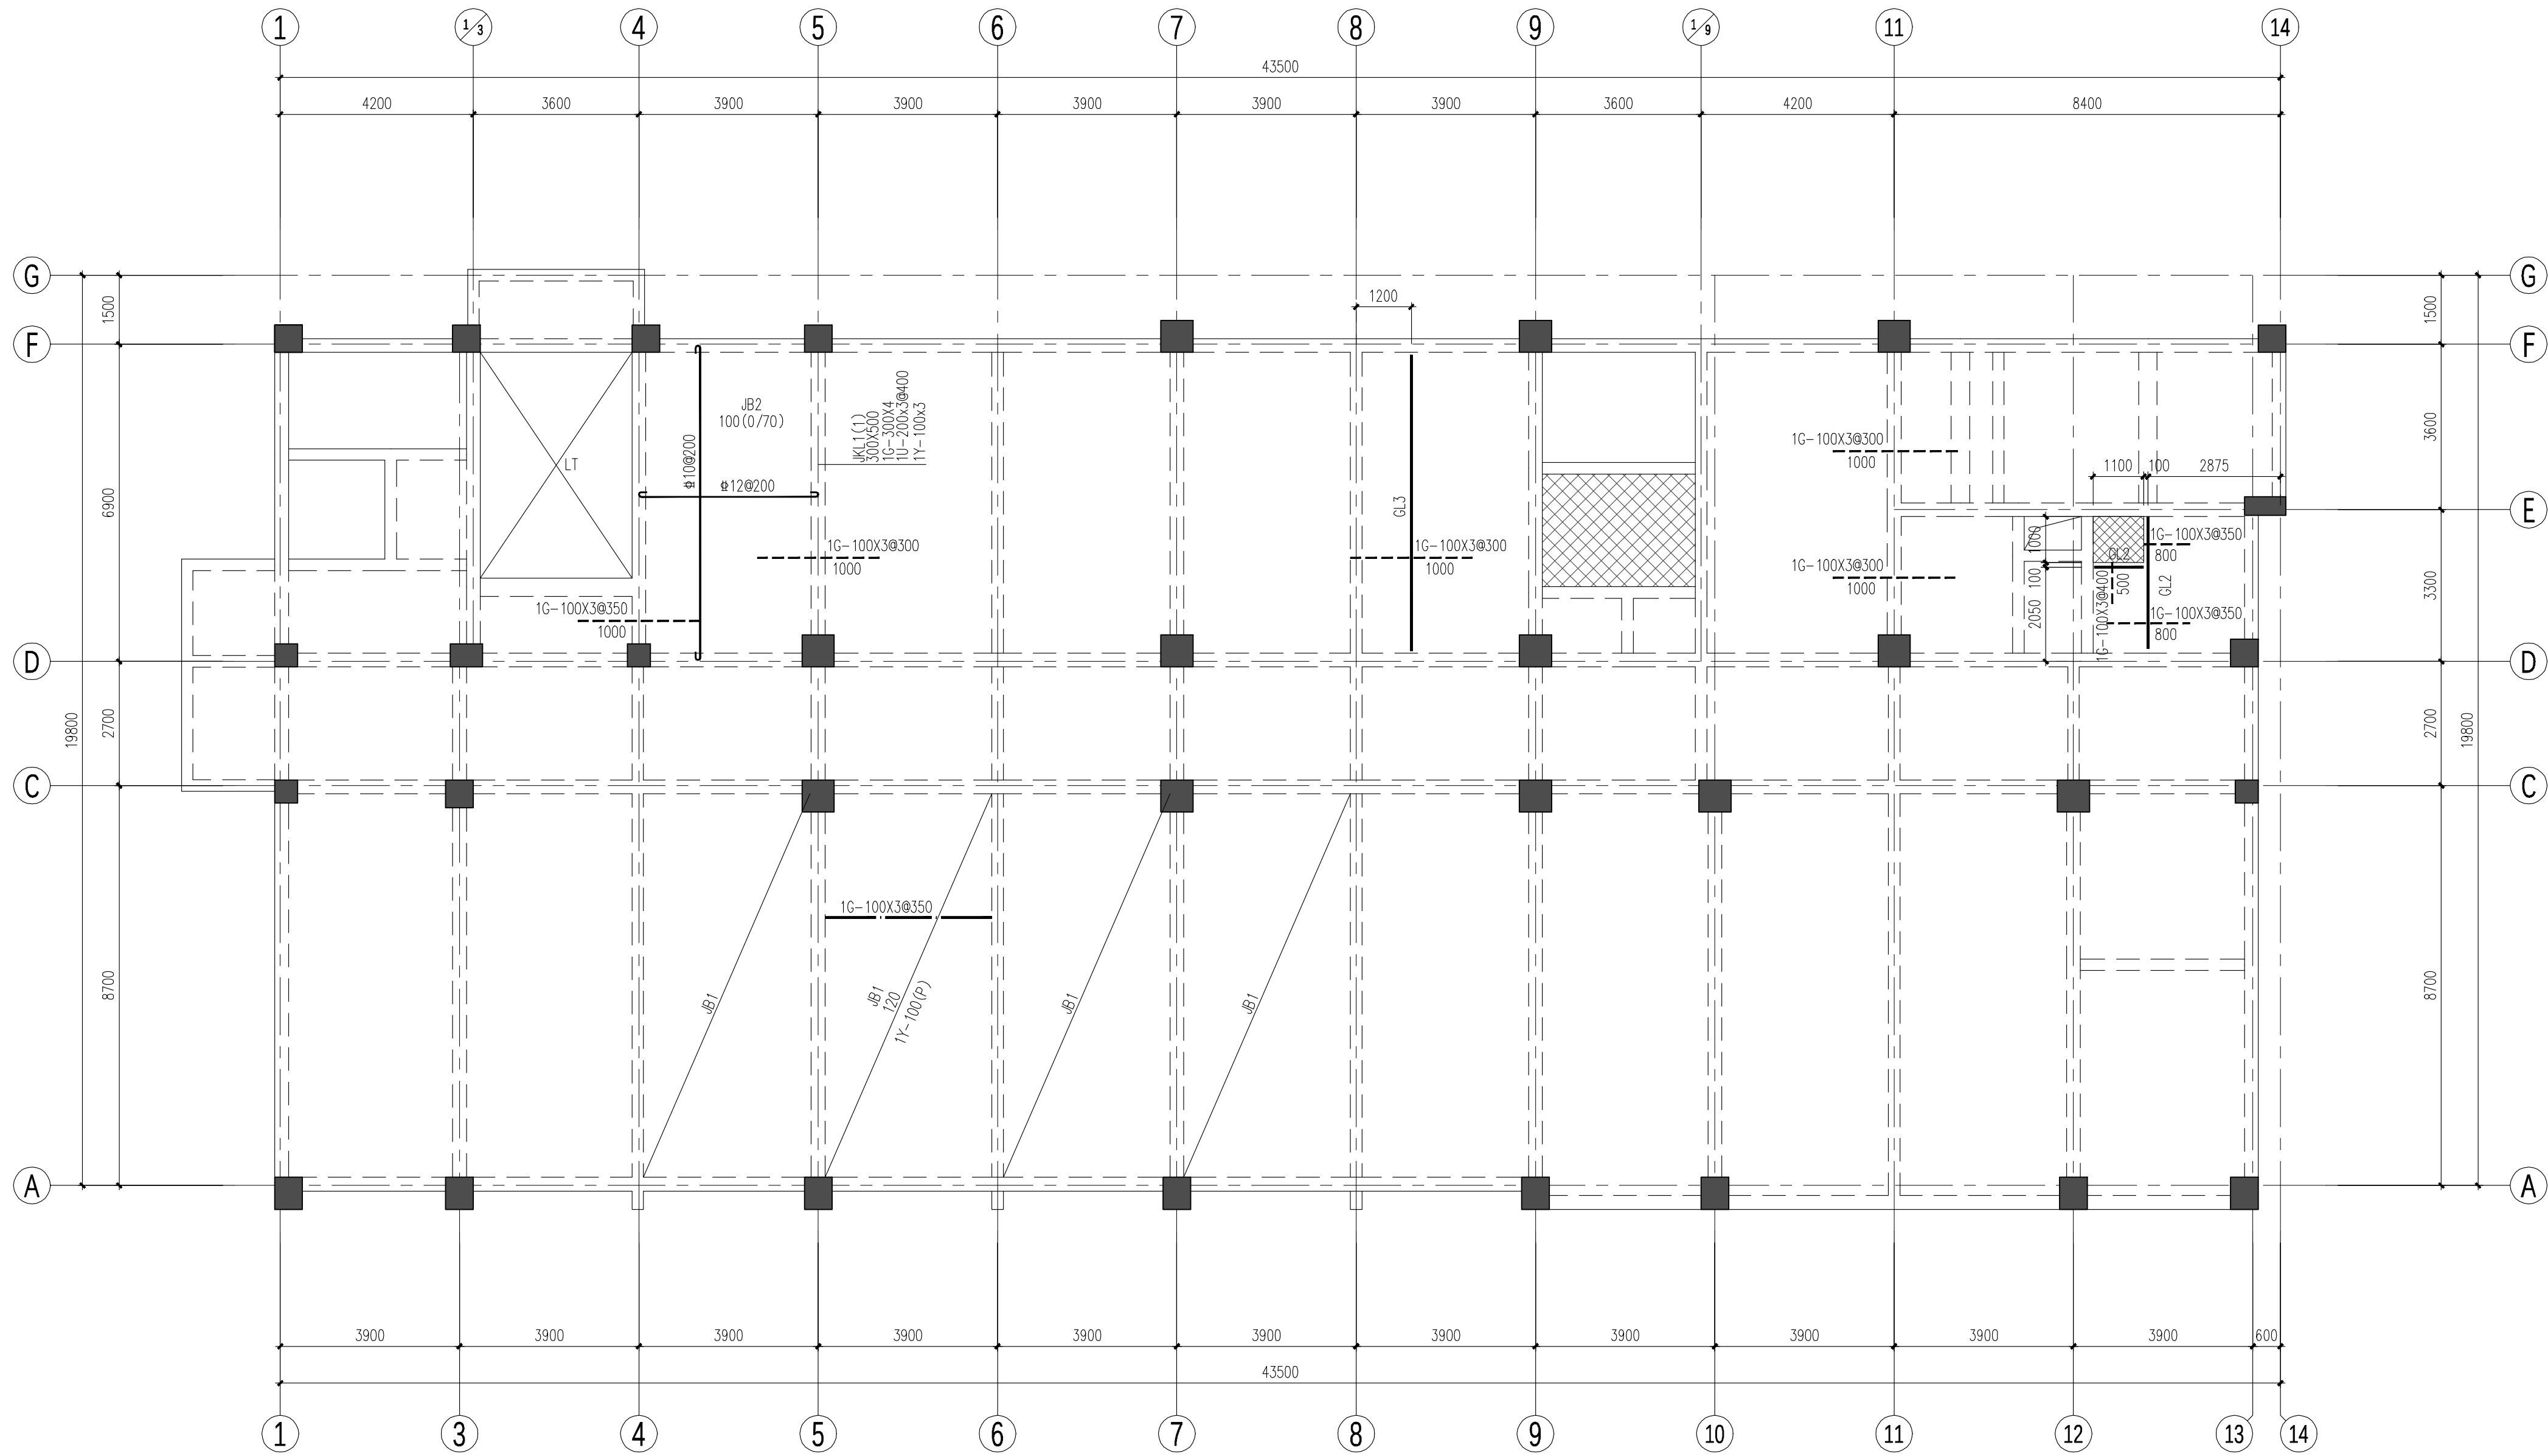 1 1/3 4 5 6 7 8 9 1/9 11 14
43500
4200 3600 3900 3900 3900 3900 3900 3600 4200 8400
G G
1500 1200 1500
F F
JB2
100(0/70)
JKL1(1)
300X500
1G-300X4
1U-200x3@400
1Y-100x3
3600
1G-100X3@300
1000
1100 100 2875
LT
⌀10@200
⌀12@200
6900
GL3
E E
1G-100X3@300
1000
1G-100X3@300
1000
1G-100X3@300
1000
1000
100
2050
1G-100X3@350
800
GL2
500
GL2
1G-100X3@400
1G-100X3@350
800
3300
1G-100X3@350
1000
D D
19800 2700 2700 19800
C C
1G-100X3@350
8700 8700
JB1
JB1
120
1Y-100(P)
JB1
JB1
A A
3900 3900 3900 3900 3900 3900 3900 3900 3900 3900 3900 600
43500
1 3 4 5 6 7 8 9 10 11 12 13 14